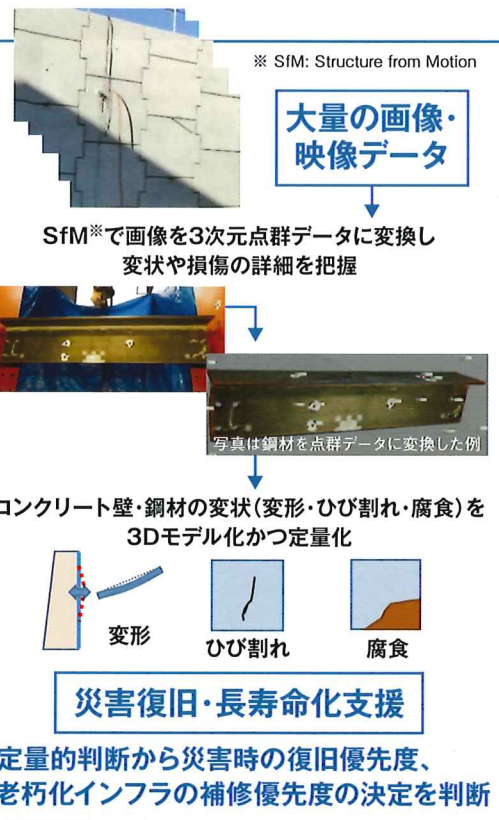 ※ SfM: Structure from Motion
大量の画像・
映像データ
SfM※で画像を3次元点群データに変換し
変状や損傷の詳細を把握
写真は鋼材を点群データに変換した例
コンクリート壁・鋼材の変状（変形・ひび割れ・腐食）を
3Dモデル化かつ定量化
変形
ひび割れ
腐食
災害復旧・長寿命化支援
定量的判断から災害時の復旧優先度、
老朽化インフラの補修優先度の決定を判断